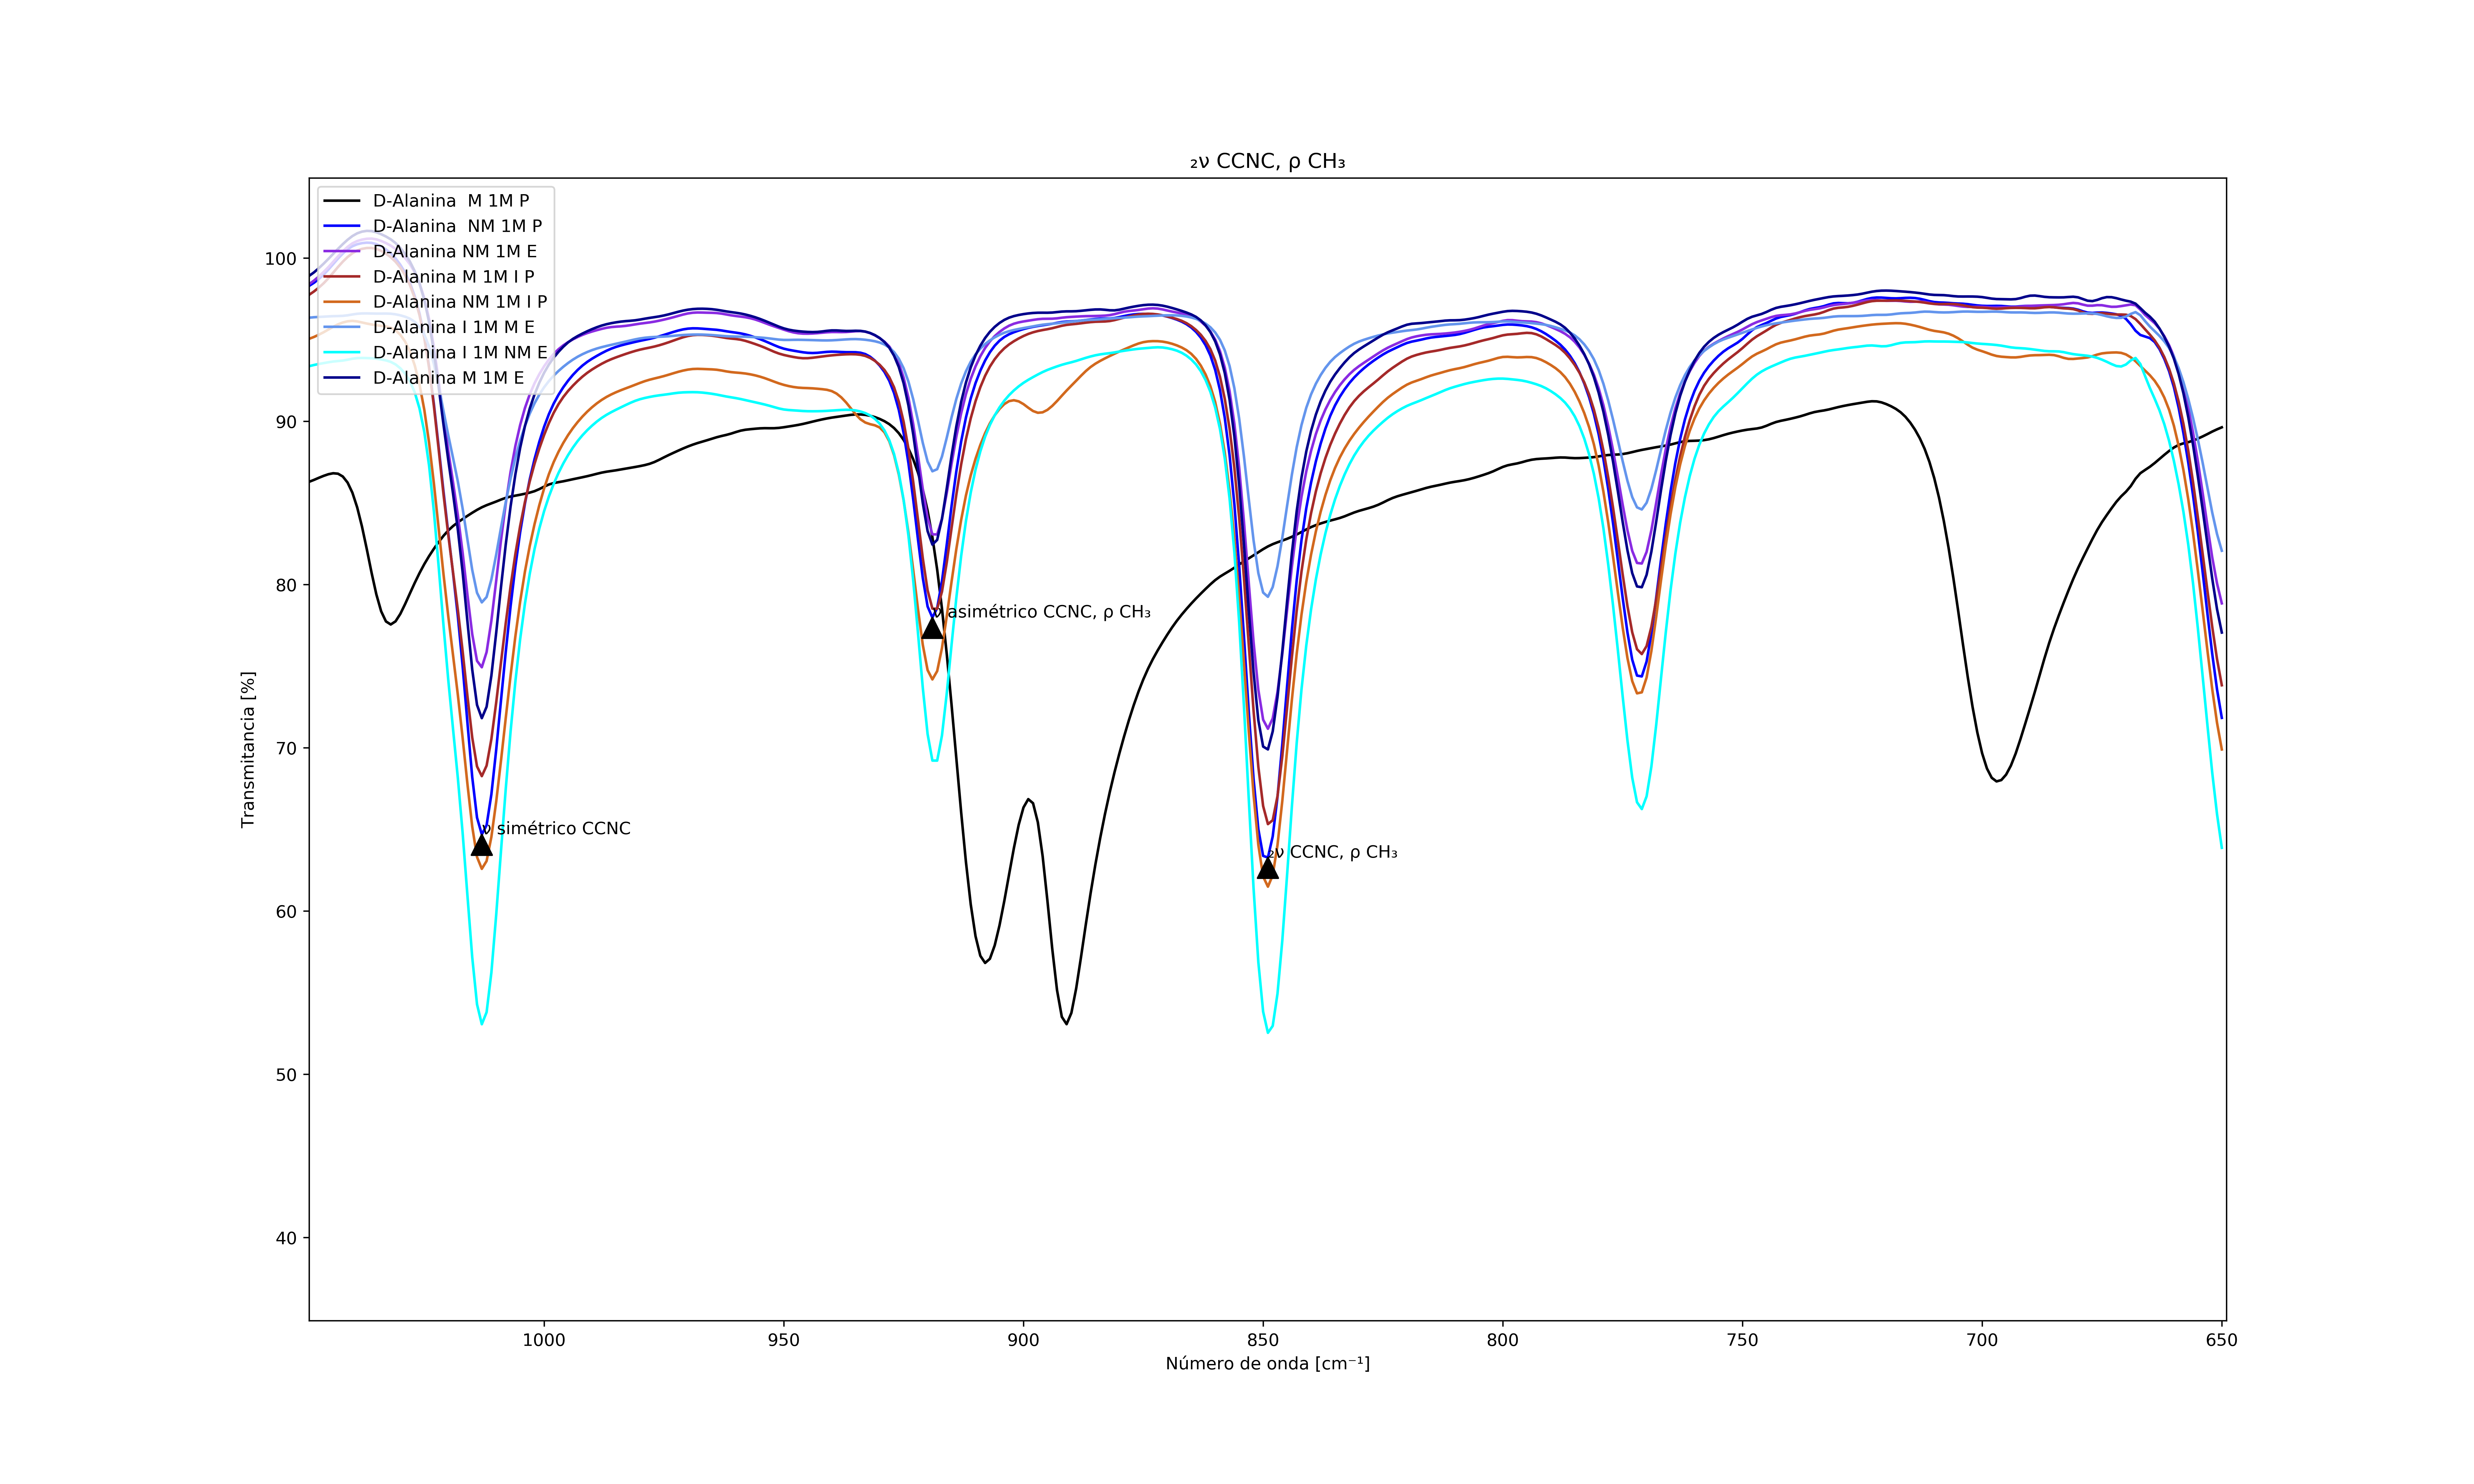 ₂ν CCNC, ρ CH₃
D-Alanina  M 1M P
D-Alanina  NM 1M P
D-Alanina NM 1M E
D-Alanina M 1M I P
D-Alanina NM 1M I P
D-Alanina I 1M M E
D-Alanina I 1M NM E
D-Alanina M 1M E
Transmitancia [%]
100
90
80
70
60
50
40
ν asimétrico CCNC, ρ CH₃
ν simétrico CCNC
₂ν CCNC, ρ CH₃
1000
950
900
850
800
750
700
650
Número de onda [cm⁻¹]